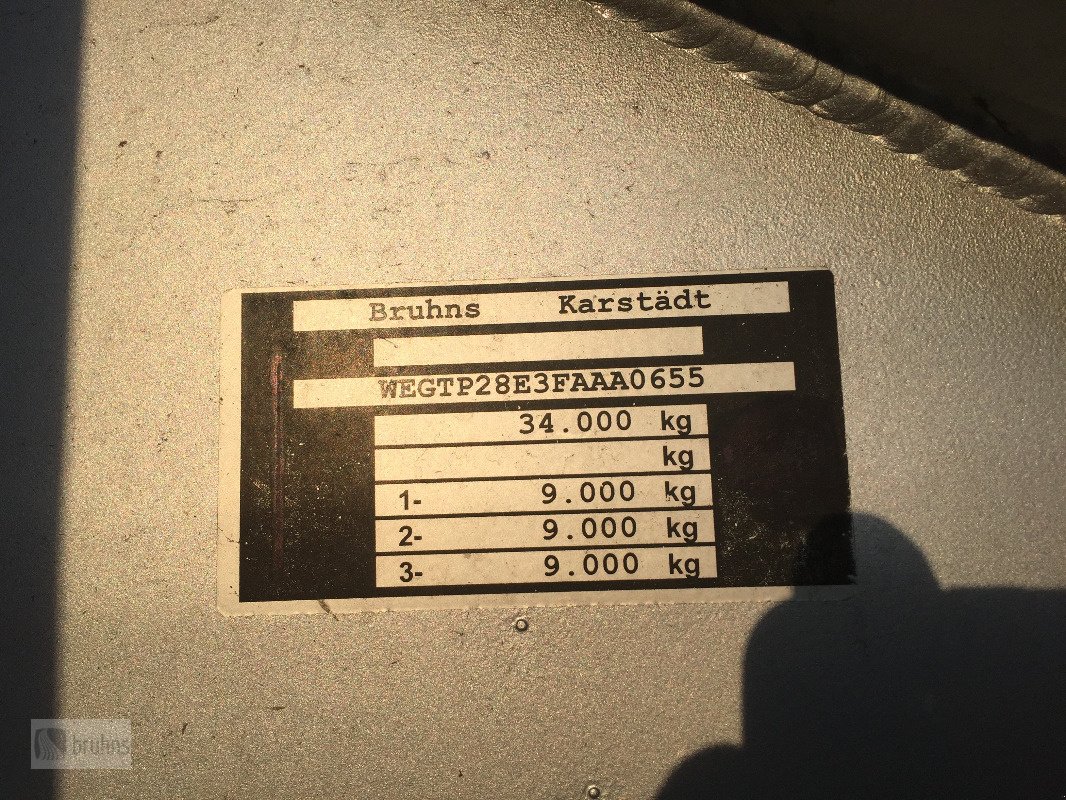 Bruhns Karstädt
WEGTP28E3FAAA0655
34.000 kg
kg
1- 9.000 kg
2- 9.000 kg
3- 9.000 kg
bruhns